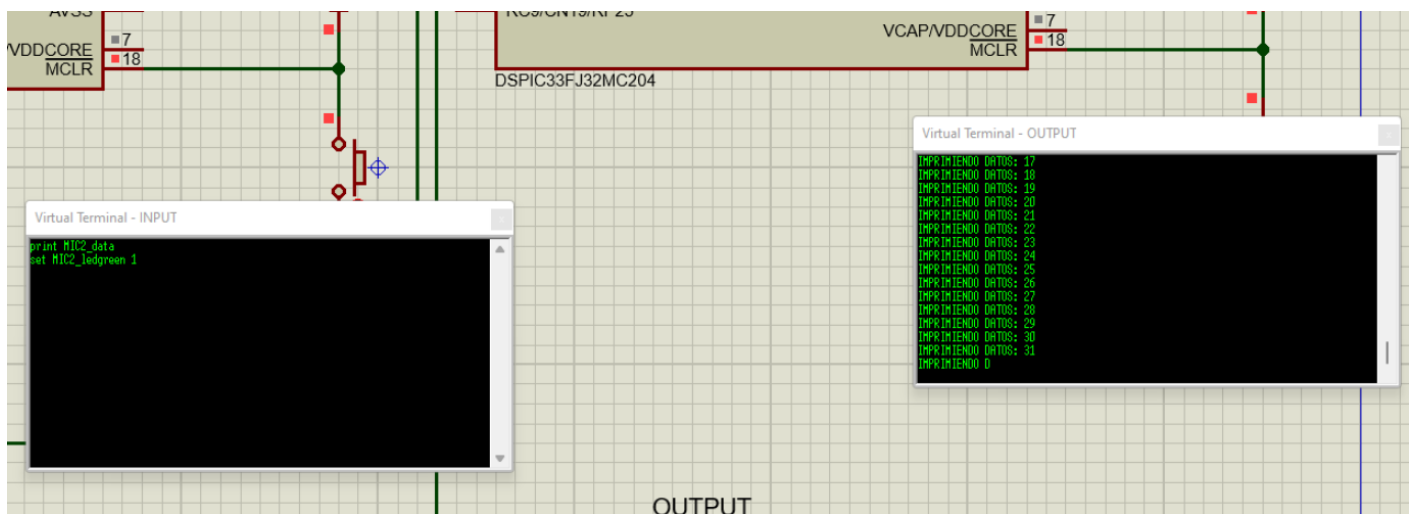 AVSS
/VDDCORE
MCLR
7
18
RC9/CN19/RP25
VCAP/VDDCORE
MCLR
7
18
DSPIC33FJ32MC204
Virtual Terminal - INPUT
print MIC2_data
set MIC2_ledgreen 1
Virtual Terminal - OUTPUT
IMPRIMIENDO DATOS: 17
IMPRIMIENDO DATOS: 18
IMPRIMIENDO DATOS: 19
IMPRIMIENDO DATOS: 20
IMPRIMIENDO DATOS: 21
IMPRIMIENDO DATOS: 22
IMPRIMIENDO DATOS: 23
IMPRIMIENDO DATOS: 24
IMPRIMIENDO DATOS: 25
IMPRIMIENDO DATOS: 26
IMPRIMIENDO DATOS: 27
IMPRIMIENDO DATOS: 28
IMPRIMIENDO DATOS: 29
IMPRIMIENDO DATOS: 30
IMPRIMIENDO DATOS: 31
IMPRIMIENDO D
OUTPUT